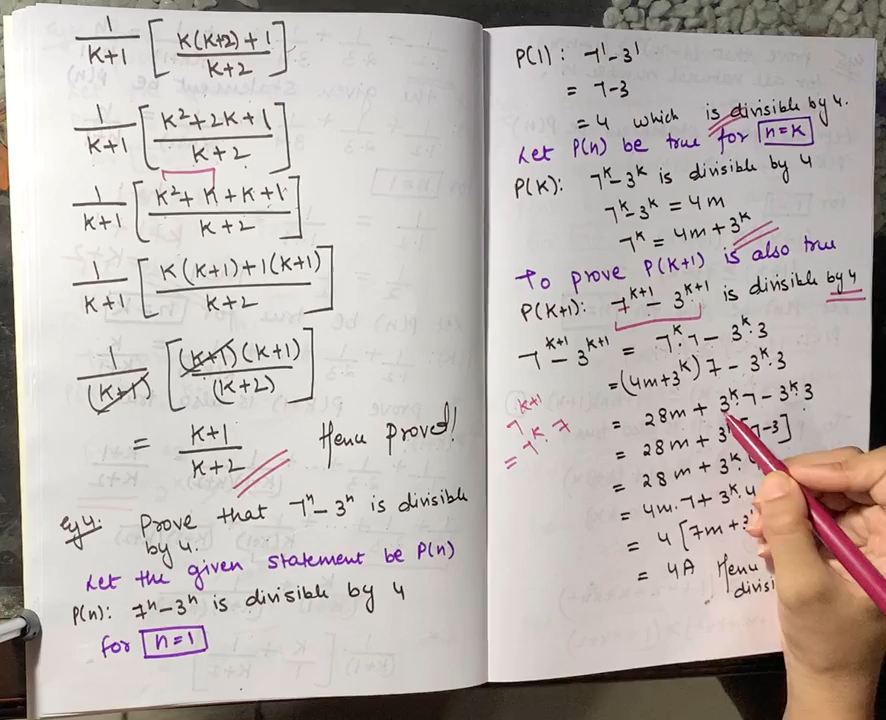 1/(K+1) [(K(K+2)+1)/(K+2)]
1/(K+1) [(K²+2K+1)/(K+2)]
1/(K+1) [(K²+K+K+1)/(K+2)]
1/(K+1) [(K(K+1)+1(K+1))/(K+2)]
1/(K+1) [(K+1)(K+1)/(K+2)]
= (K+1)/(K+2) Henu proved!
Eg 4. Prove that 7ⁿ-3ⁿ is divisible
by 4.
Let the given statement be P(n)
P(n): 7ⁿ-3ⁿ is divisible by 4
for n=1
P(1): 7¹-3¹
= 7-3
= 4 which is divisible by 4.
Let P(n) be true for n=K
P(K): 7ᴷ-3ᴷ is divisible by 4
7ᴷ-3ᴷ = 4m
7ᴷ = 4m+3ᴷ
To prove P(K+1) is also true
P(K+1): 7ᴷ⁺¹-3ᴷ⁺¹ is divisible by 4
7ᴷ⁺¹-3ᴷ⁺¹ = 7ᴷ.7-3ᴷ.3
=(4m+3ᴷ)7-3ᴷ.3
= 28m+3ᴷ.7-3ᴷ.3
= 28m+ 7-3]
= 28m+3ᴷ.
= 4m.7+3ᴷ.4
= 4[7m+3
= 4A Henu
7ᴷ⁺¹
= 7ᴷ.7